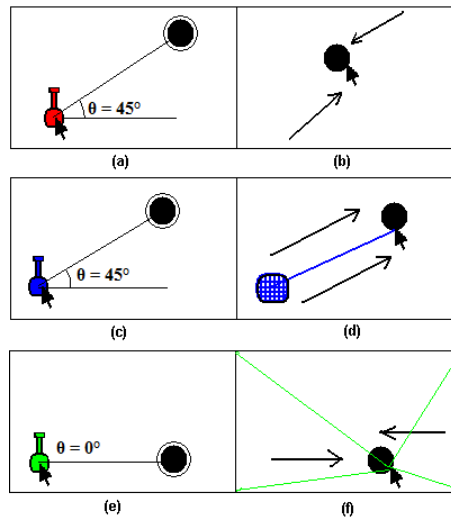 θ = 45°
(a)
(b)
θ = 45°
(c)
(d)
θ = 0°
(e)
(f)